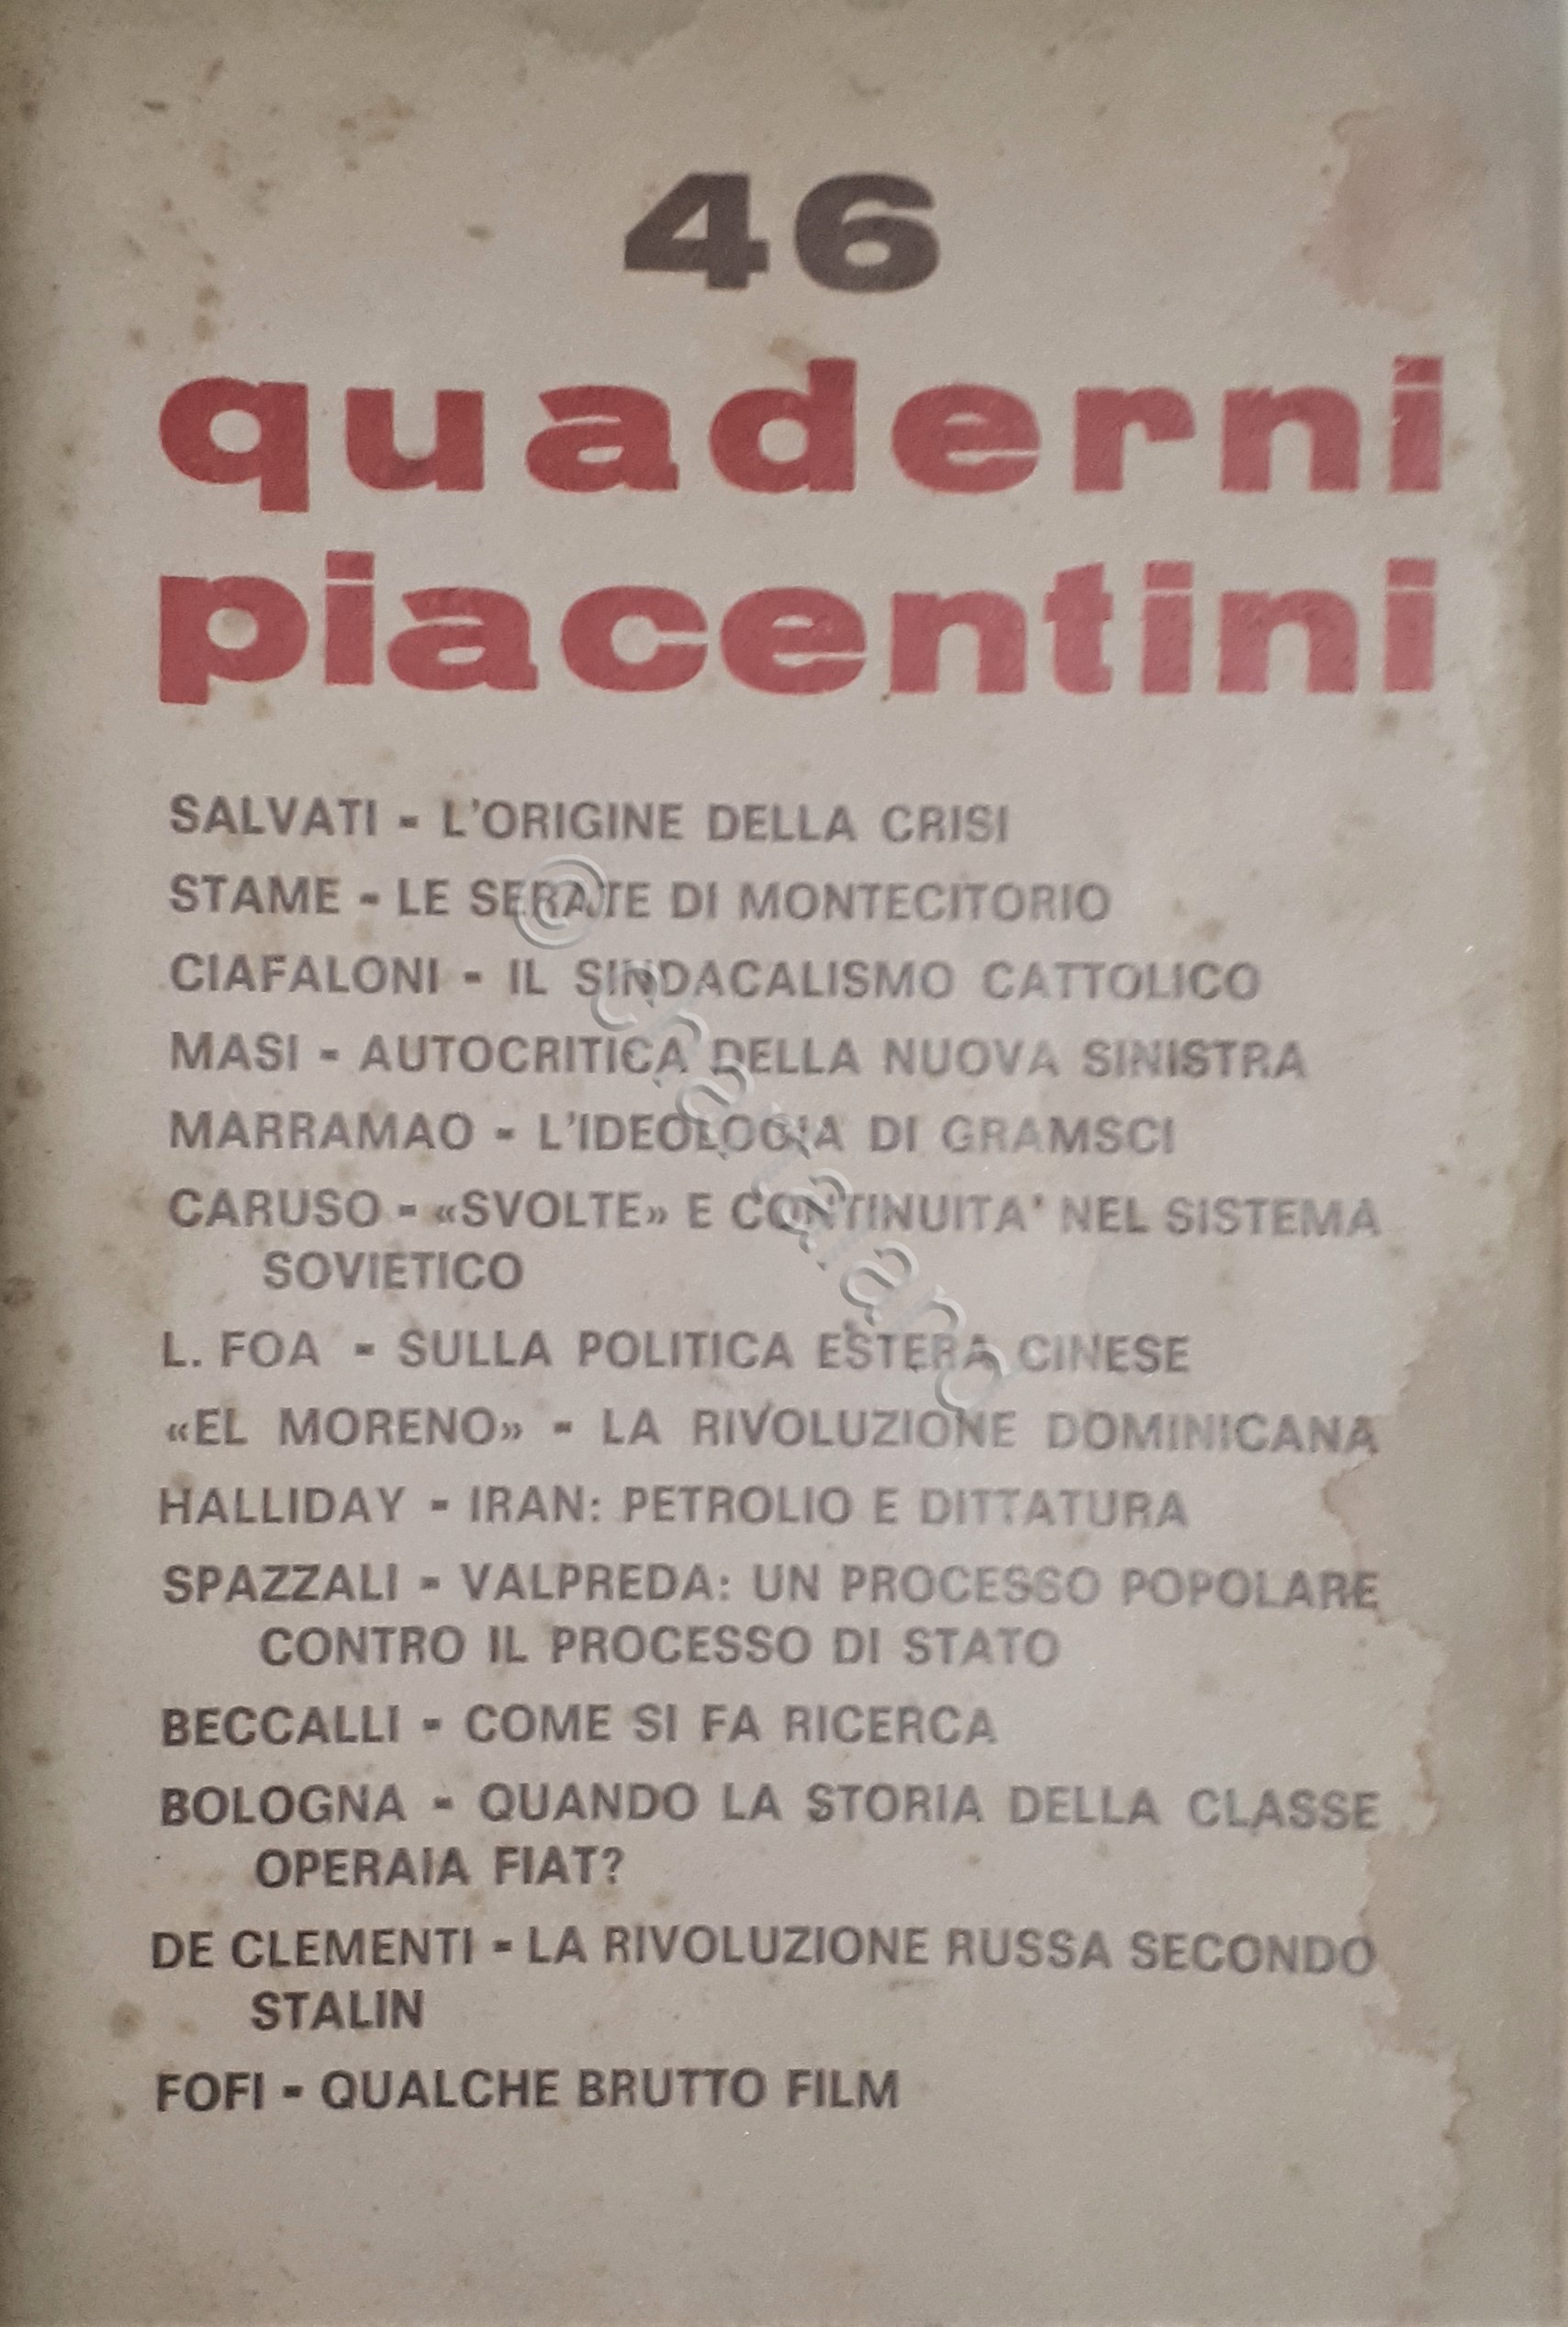 46
quaderni
piacentini
SALVATI - L'ORIGINE DELLA CRISI
STAME - LE SERATE DI MONTECITORIO
CIAFALONI - IL SINDACALISMO CATTOLICO
MASI - AUTOCRITICA DELLA NUOVA SINISTRA
MARRAMAO - L'IDEOLOGIA DI GRAMSCI
CARUSO - «SVOLTE» E CONTINUITA' NEL SISTEMA
SOVIETICO
L. FOA - SULLA POLITICA ESTERA CINESE
«EL MORENO» - LA RIVOLUZIONE DOMINICANA
HALLIDAY - IRAN: PETROLIO E DITTATURA
SPAZZALI - VALPREDA: UN PROCESSO POPOLARE
CONTRO IL PROCESSO DI STATO
BECCALLI - COME SI FA RICERCA
BOLOGNA - QUANDO LA STORIA DELLA CLASSE
OPERAIA FIAT?
DE CLEMENTI - LA RIVOLUZIONE RUSSA SECONDO
STALIN
FOFI - QUALCHE BRUTTO FILM
© chartaland